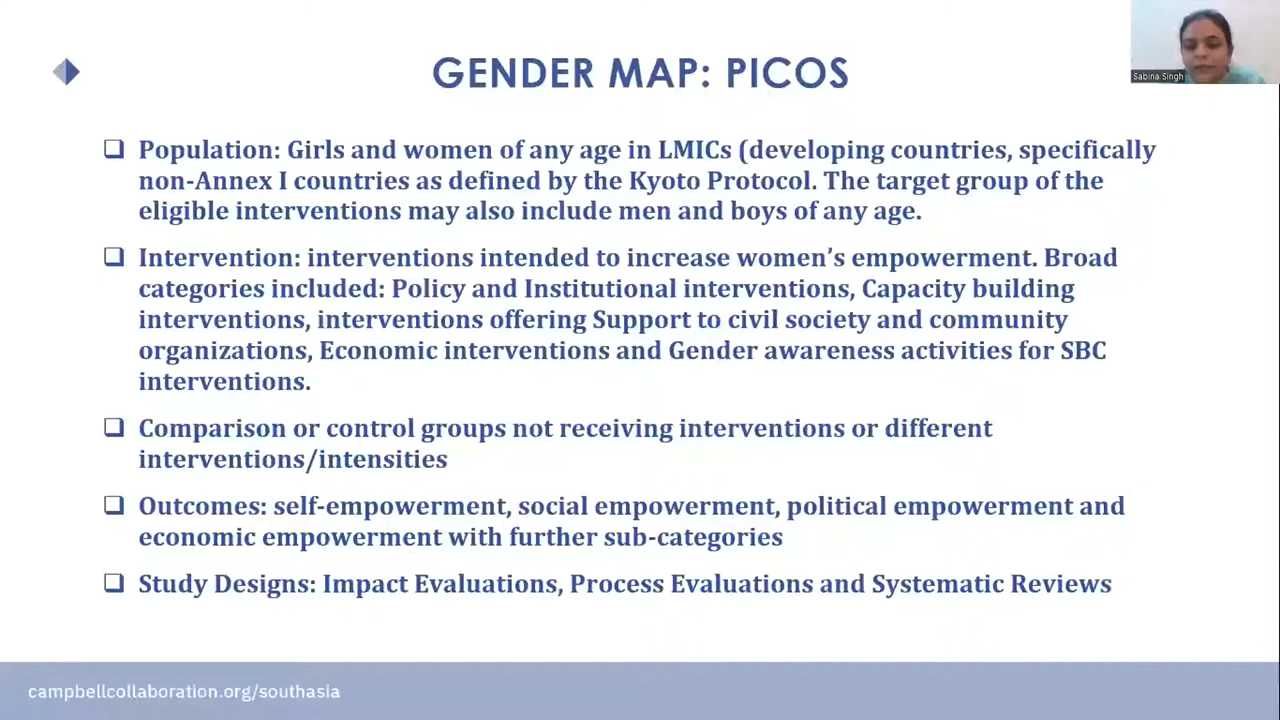 Sabina Singh
GENDER MAP: PICOS
❑ Population: Girls and women of any age in LMICs (developing countries, specifically
non-Annex I countries as defined by the Kyoto Protocol. The target group of the
eligible interventions may also include men and boys of any age.
❑ Intervention: interventions intended to increase women’s empowerment. Broad
categories included: Policy and Institutional interventions, Capacity building
interventions, interventions offering Support to civil society and community
organizations, Economic interventions and Gender awareness activities for SBC
interventions.
❑ Comparison or control groups not receiving interventions or different
interventions/intensities
❑ Outcomes: self-empowerment, social empowerment, political empowerment and
economic empowerment with further sub-categories
❑ Study Designs: Impact Evaluations, Process Evaluations and Systematic Reviews
campbellcollaboration.org/southasia